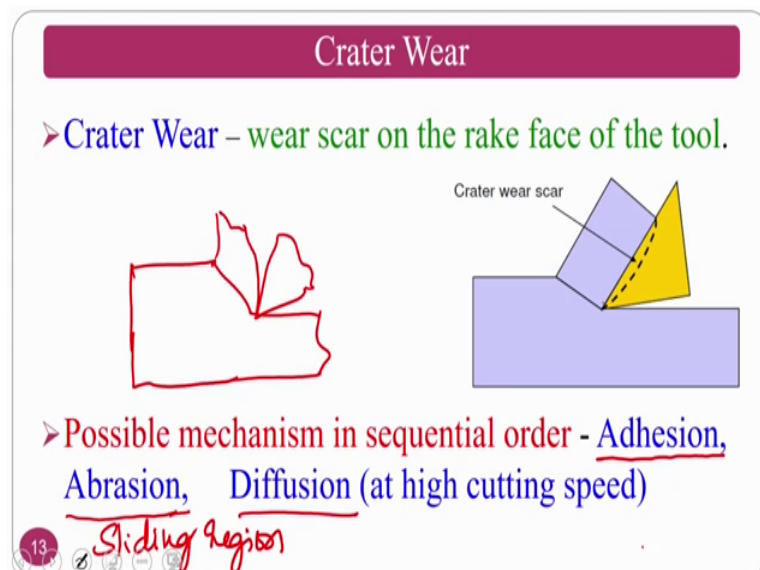 Crater Wear
Crater Wear – wear scar on the rake face of the tool.
Crater wear scar
Possible mechanism in sequential order - Adhesion,
Abrasion, Diffusion (at high cutting speed)
Sliding region
13